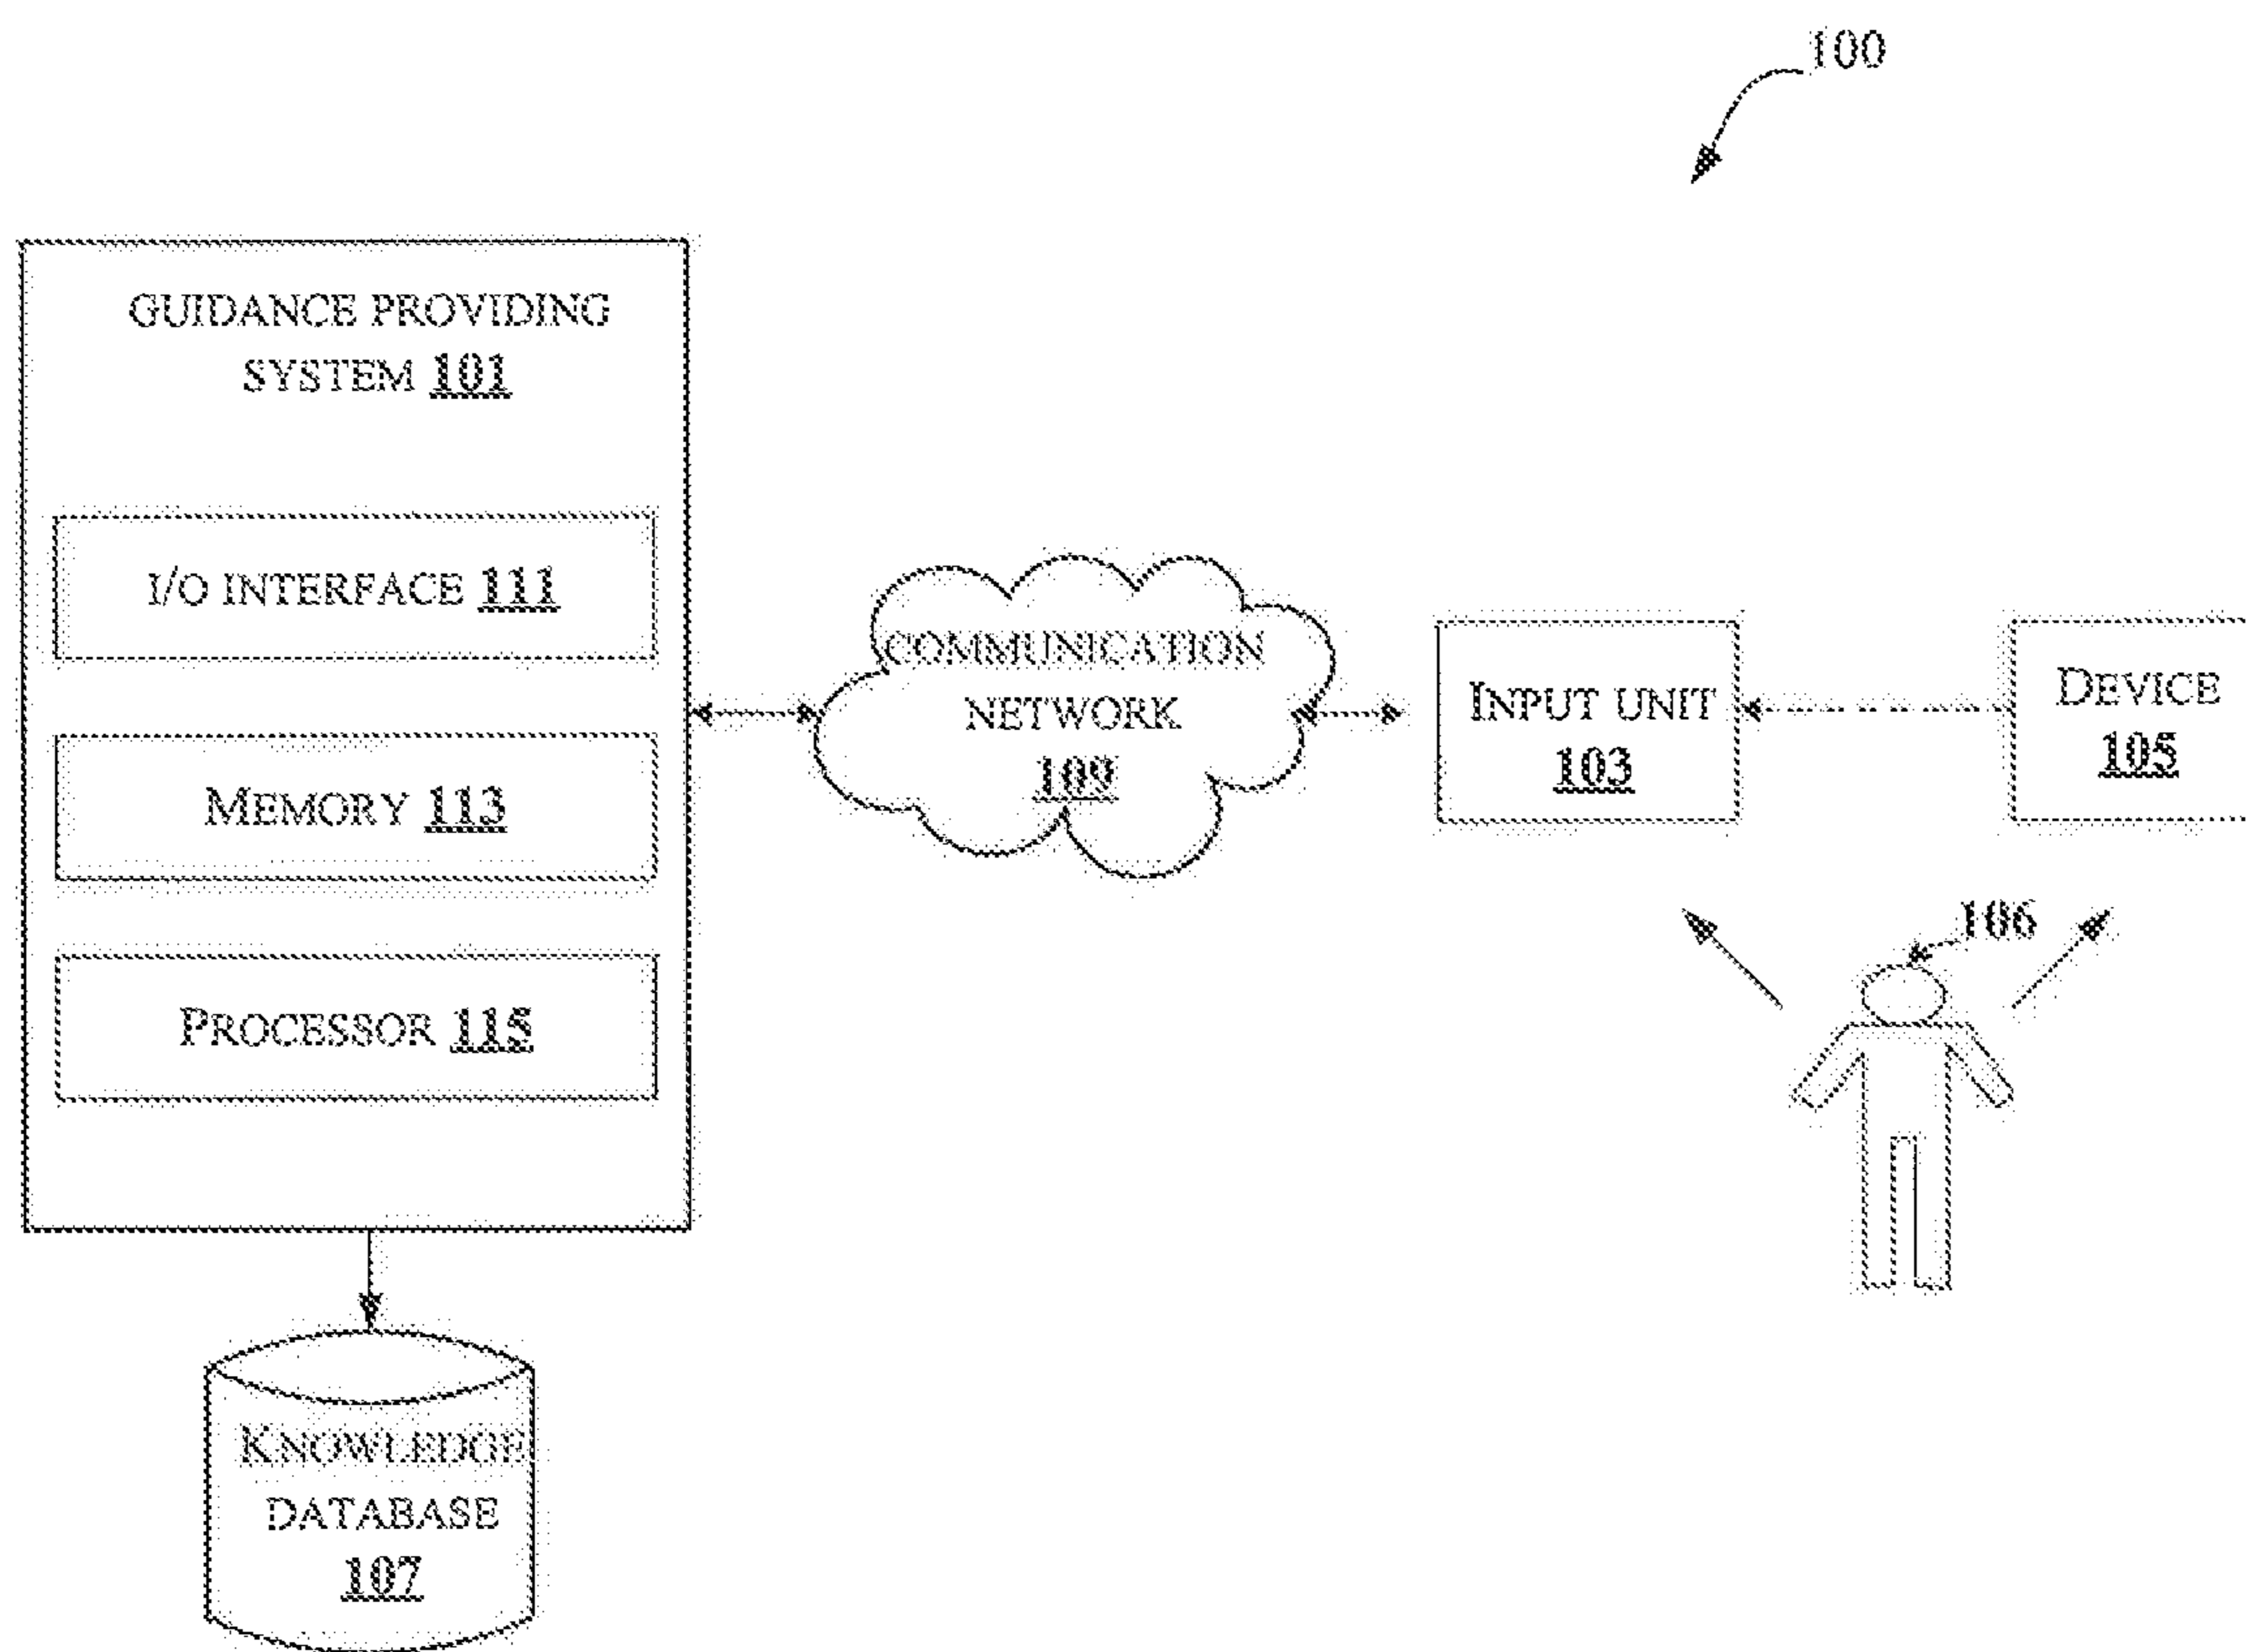 100
GUIDANCE PROVIDING
SYSTEM 101
I/O INTERFACE 111
MEMORY 113
PROCESSOR 115
COMMUNICATION
NETWORK
109
INPUT UNIT
103
DEVICE
105
106
KNOWLEDGE
DATABASE
107